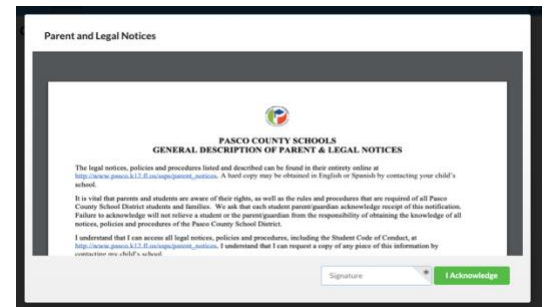 Parent and Legal Notices
PASCO COUNTY SCHOOLS
GENERAL DESCRIPTION OF PARENT & LEGAL NOTICES
The legal notices, policies and procedures listed and described can be found in their entirety online at
http://www.pasco.k12.fl.us/ssps/parent_notices. A hard copy may be obtained in English or Spanish by contacting your child's
school.
It is vital that parents and students are aware of their rights, as well as the rules and procedures that are required of all Pasco
County School District students and families. We ask that each student parent/guardian acknowledge receipt of this notification.
Failure to acknowledge will not relieve a student or the parent/guardian from the responsibility of obtaining the knowledge of all
notices, policies and procedures of the Pasco County School District.
I understand that I can access all legal notices, policies and procedures, including the Student Code of Conduct, at
http://www.pasco.k12.fl.us/ssps/parent_notices. I understand that I can request a copy of any piece of this information by
contacting my child's school.
Signature *
I Acknowledge